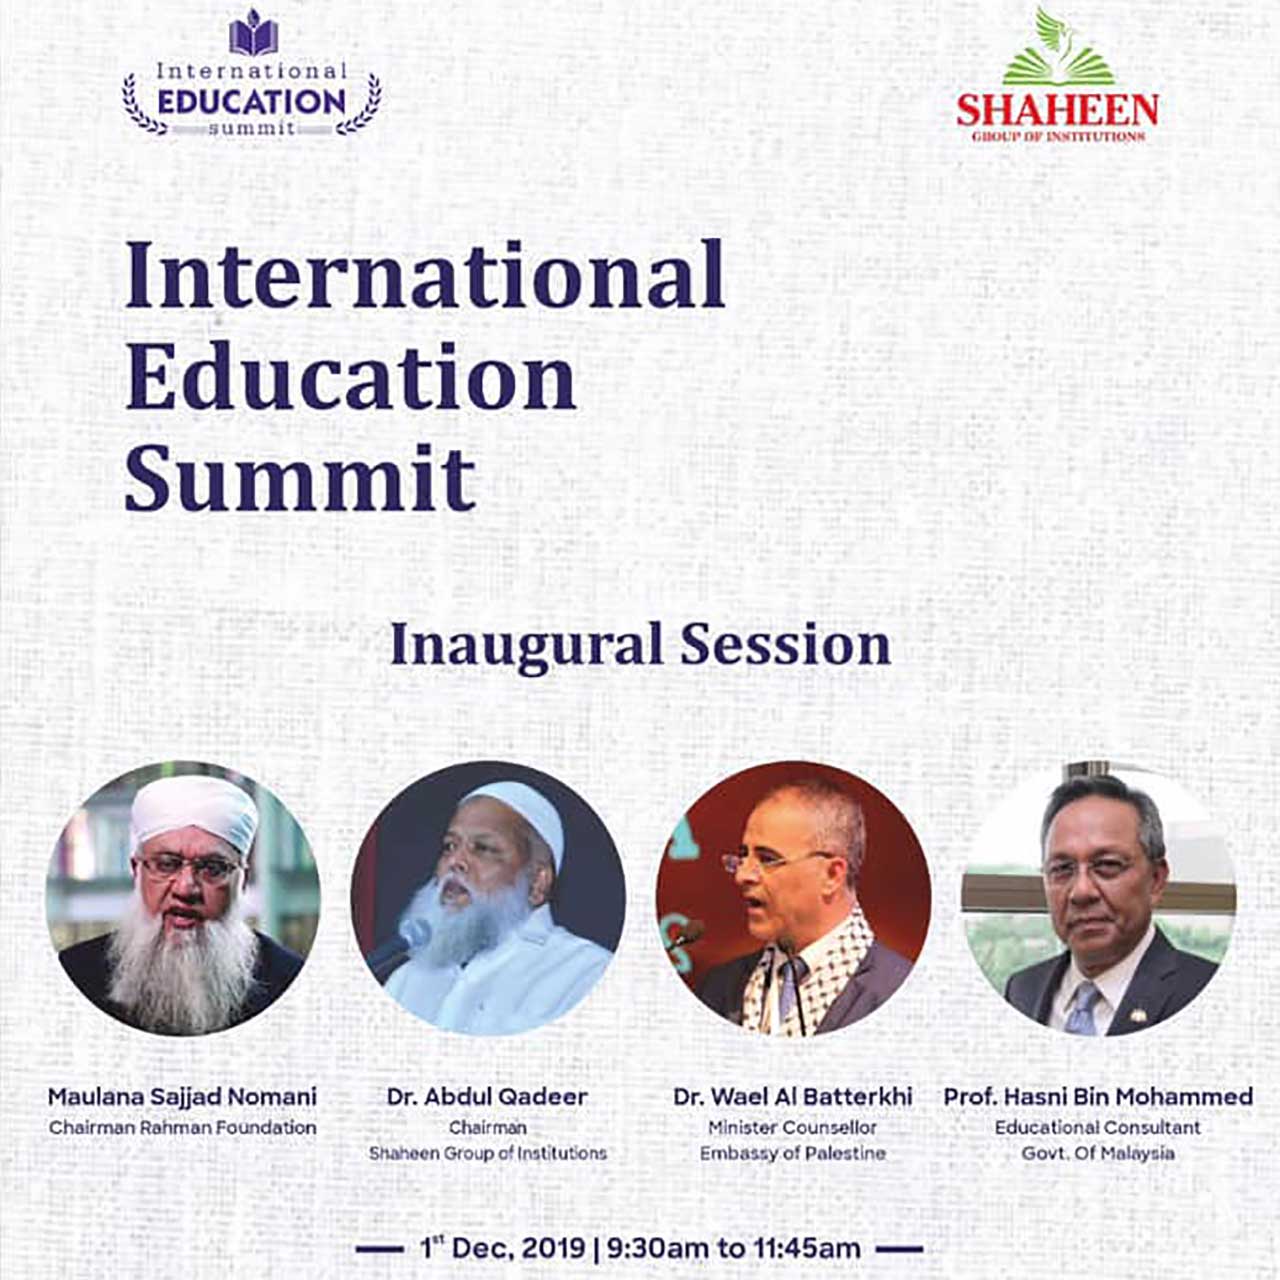 International
EDUCATION
summit
SHAHEEN
GROUP OF INSTITUTIONS
International
Education
Summit
Inaugural Session
Maulana Sajjad Nomani
Chairman Rahman Foundation
Dr. Abdul Qadeer
Chairman
Shaheen Group of Institutions
Dr. Wael Al Batterkhi
Minister Counsellor
Embassy of Palestine
Prof. Hasni Bin Mohammed
Educational Consultant
Govt. Of Malaysia
1st Dec, 2019 | 9:30am to 11:45am